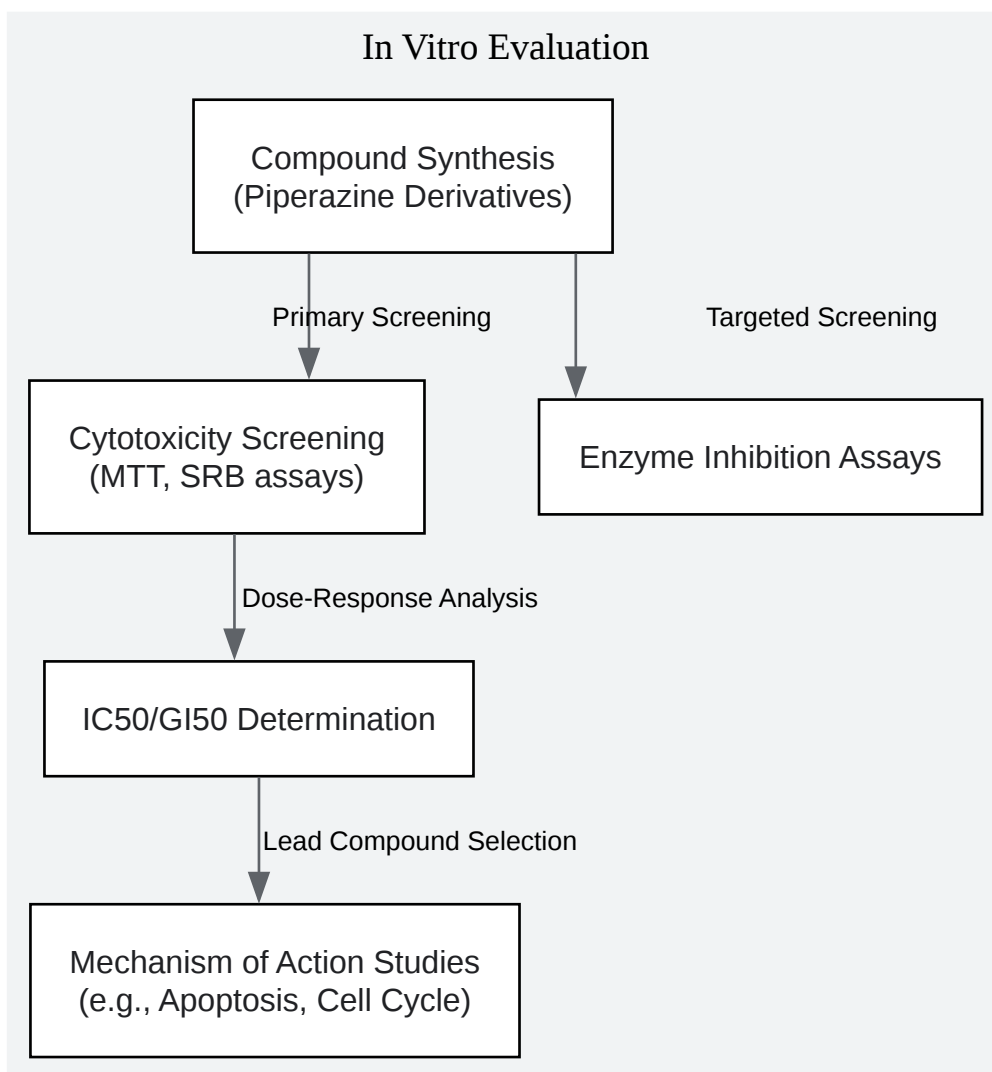 In Vitro Evaluation
Compound Synthesis
(Piperazine Derivatives)
Primary Screening
Targeted Screening
Cytotoxicity Screening
(MTT, SRB assays)
Enzyme Inhibition Assays
Dose-Response Analysis
IC50/GI50 Determination
Lead Compound Selection
Mechanism of Action Studies
(e.g., Apoptosis, Cell Cycle)